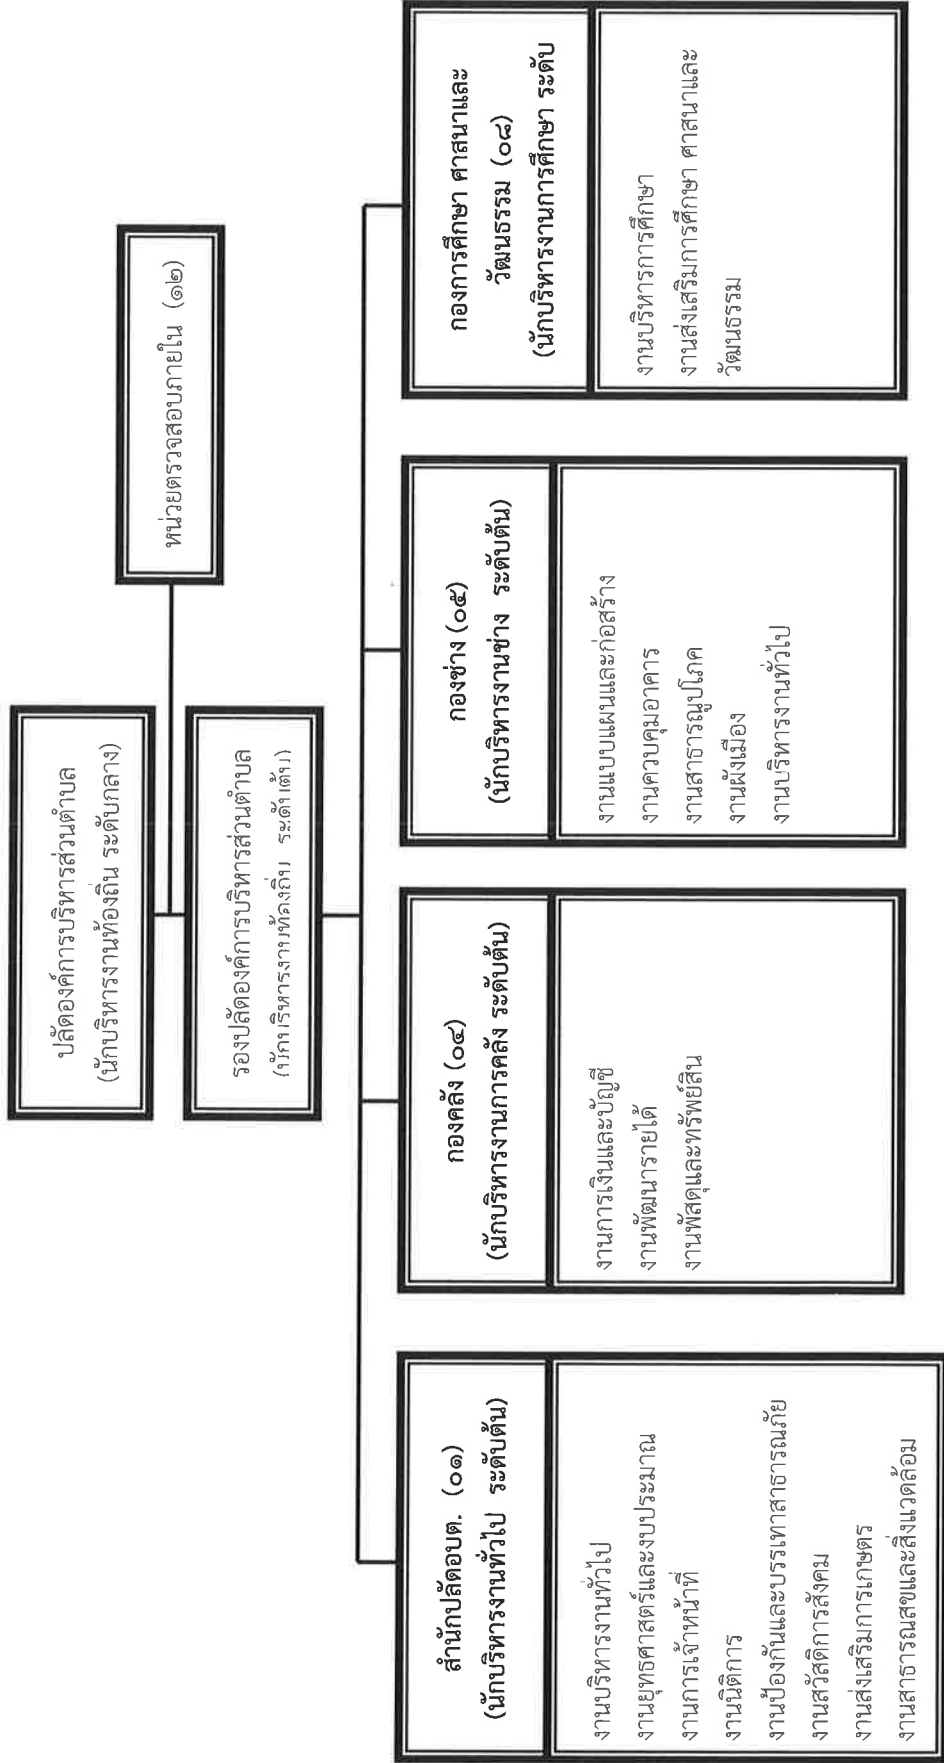 ปลัดองค์การบริหารส่วนตำบล
(นักบริหารงานท้องถิ่น ระดับกลาง)
หน่วยตรวจสอบภายใน (๑๒)
รองปลัดองค์การบริหารส่วนตำบล
(นักบริหารงานท้องถิ่น ระดับต้น)
สำนักปลัดอบต. (๐๑)
(นักบริหารงานทั่วไป ระดับต้น)
งานบริหารงานทั่วไป
งานยุทธศาสตร์และงบประมาณ
งานการเจ้าหน้าที่
งานนิติการ
งานป้องกันและบรรเทาสาธารณภัย
งานสวัสดิการสังคม
งานส่งเสริมการเกษตร
งานสาธารณสุขและสิ่งแวดล้อม
กองคลัง (๐๔)
(นักบริหารงานการคลัง ระดับต้น)
งานการเงินและบัญชี
งานพัฒนารายได้
งานพัสดุและทรัพย์สิน
กองช่าง (๐๕)
(นักบริหารงานช่าง ระดับต้น)
งานแบบแผนและก่อสร้าง
งานควบคุมอาคาร
งานสาธารณูปโภค
งานผังเมือง
งานบริหารงานทั่วไป
กองการศึกษา ศาสนาและ
วัฒนธรรม (๐๘)
(นักบริหารงานการศึกษา ระดับ
งานบริหารการศึกษา
งานส่งเสริมการศึกษา ศาสนาและ
วัฒนธรรม